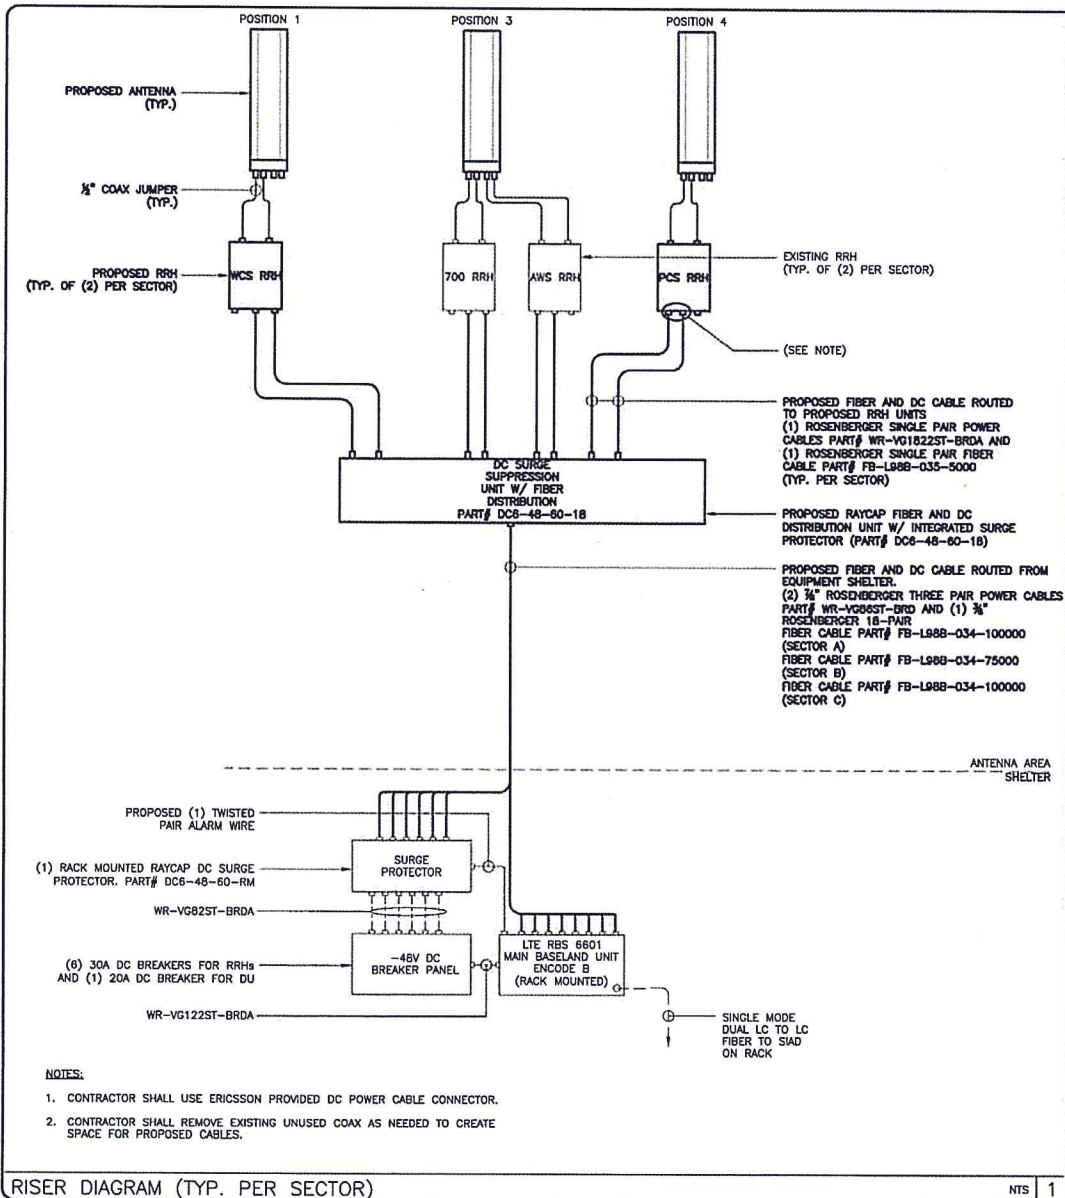 POSITION 1
POSITION 3
POSITION 4
PROPOSED ANTENNA
(TYP.)
½" COAX JUMPER
(TYP.)
PROPOSED RRH
(TYP. OF (2) PER SECTOR)
WCS RRH
700 RRH
AWS RRH
PCS RRH
EXISTING RRH
(TYP. OF (2) PER SECTOR)
(SEE NOTE)
PROPOSED FIBER AND DC CABLE ROUTED
TO PROPOSED RRH UNITS
(1) ROSENBERGER SINGLE PAIR POWER
CABLES PART# WR-VG1822ST-BRDA AND
(1) ROSENBERGER SINGLE PAIR FIBER
CABLE PART# FB-L98B-035-5000
(TYP. PER SECTOR)
DC SURGE
SUPPRESSION
UNIT W/ FIBER
DISTRIBUTION
PART# DC6-48-60-18
PROPOSED RAYCAP FIBER AND DC
DISTRIBUTION UNIT W/ INTEGRATED SURGE
PROTECTOR (PART# DC6-48-60-18)
PROPOSED FIBER AND DC CABLE ROUTED FROM
EQUIPMENT SHELTER.
(2) ⅞" ROSENBERGER THREE PAIR POWER CABLES
PART# WR-VG86ST-BRD AND (1) ⅜"
ROSENBERGER 18-PAIR
FIBER CABLE PART# FB-L98B-034-100000
(SECTOR A)
FIBER CABLE PART# FB-L98B-034-75000
(SECTOR B)
FIBER CABLE PART# FB-L98B-034-100000
(SECTOR C)
ANTENNA AREA
SHELTER
PROPOSED (1) TWISTED
PAIR ALARM WIRE
(1) RACK MOUNTED RAYCAP DC SURGE
PROTECTOR. PART# DC6-48-60-RM
SURGE
PROTECTOR
WR-VG82ST-BRDA
(6) 30A DC BREAKERS FOR RRHs
AND (1) 20A DC BREAKER FOR DU
-48V DC
BREAKER PANEL
LTE RBS 6601
MAIN BASELAND UNIT
ENCODE B
(RACK MOUNTED)
WR-VG122ST-BRDA
SINGLE MODE
DUAL LC TO LC
FIBER TO SIAD
ON RACK
NOTES:
1. CONTRACTOR SHALL USE ERICSSON PROVIDED DC POWER CABLE CONNECTOR.
2. CONTRACTOR SHALL REMOVE EXISTING UNUSED COAX AS NEEDED TO CREATE
SPACE FOR PROPOSED CABLES.
RISER DIAGRAM (TYP. PER SECTOR)
NTS
1